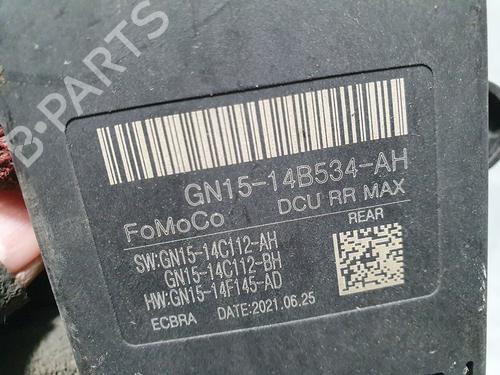 B-PARTS
GN15-14B534-AH
FoMoCo DCU RR MAX
REAR
SW:GN15-14C112-AH
GN15-14C112-BH
HW:GN15-14F145-AD
ECBRA DATE:2021.06.25